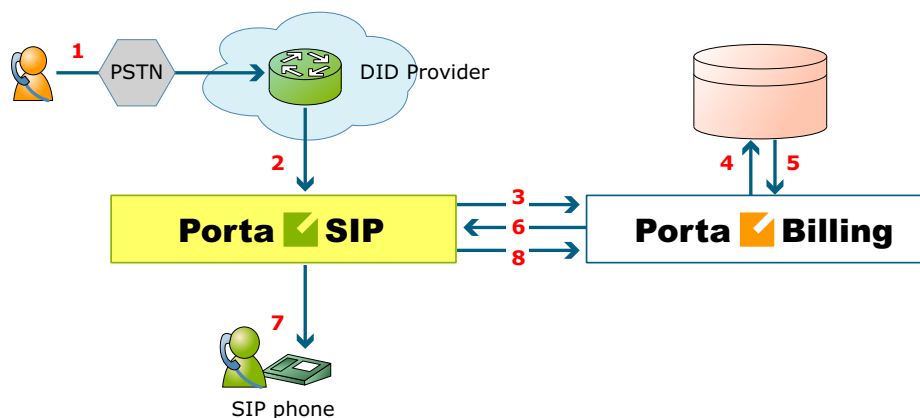 1
PSTN
DID Provider
2
4
5
3
Porta SIP
6
Porta Billing
8
7
SIP phone